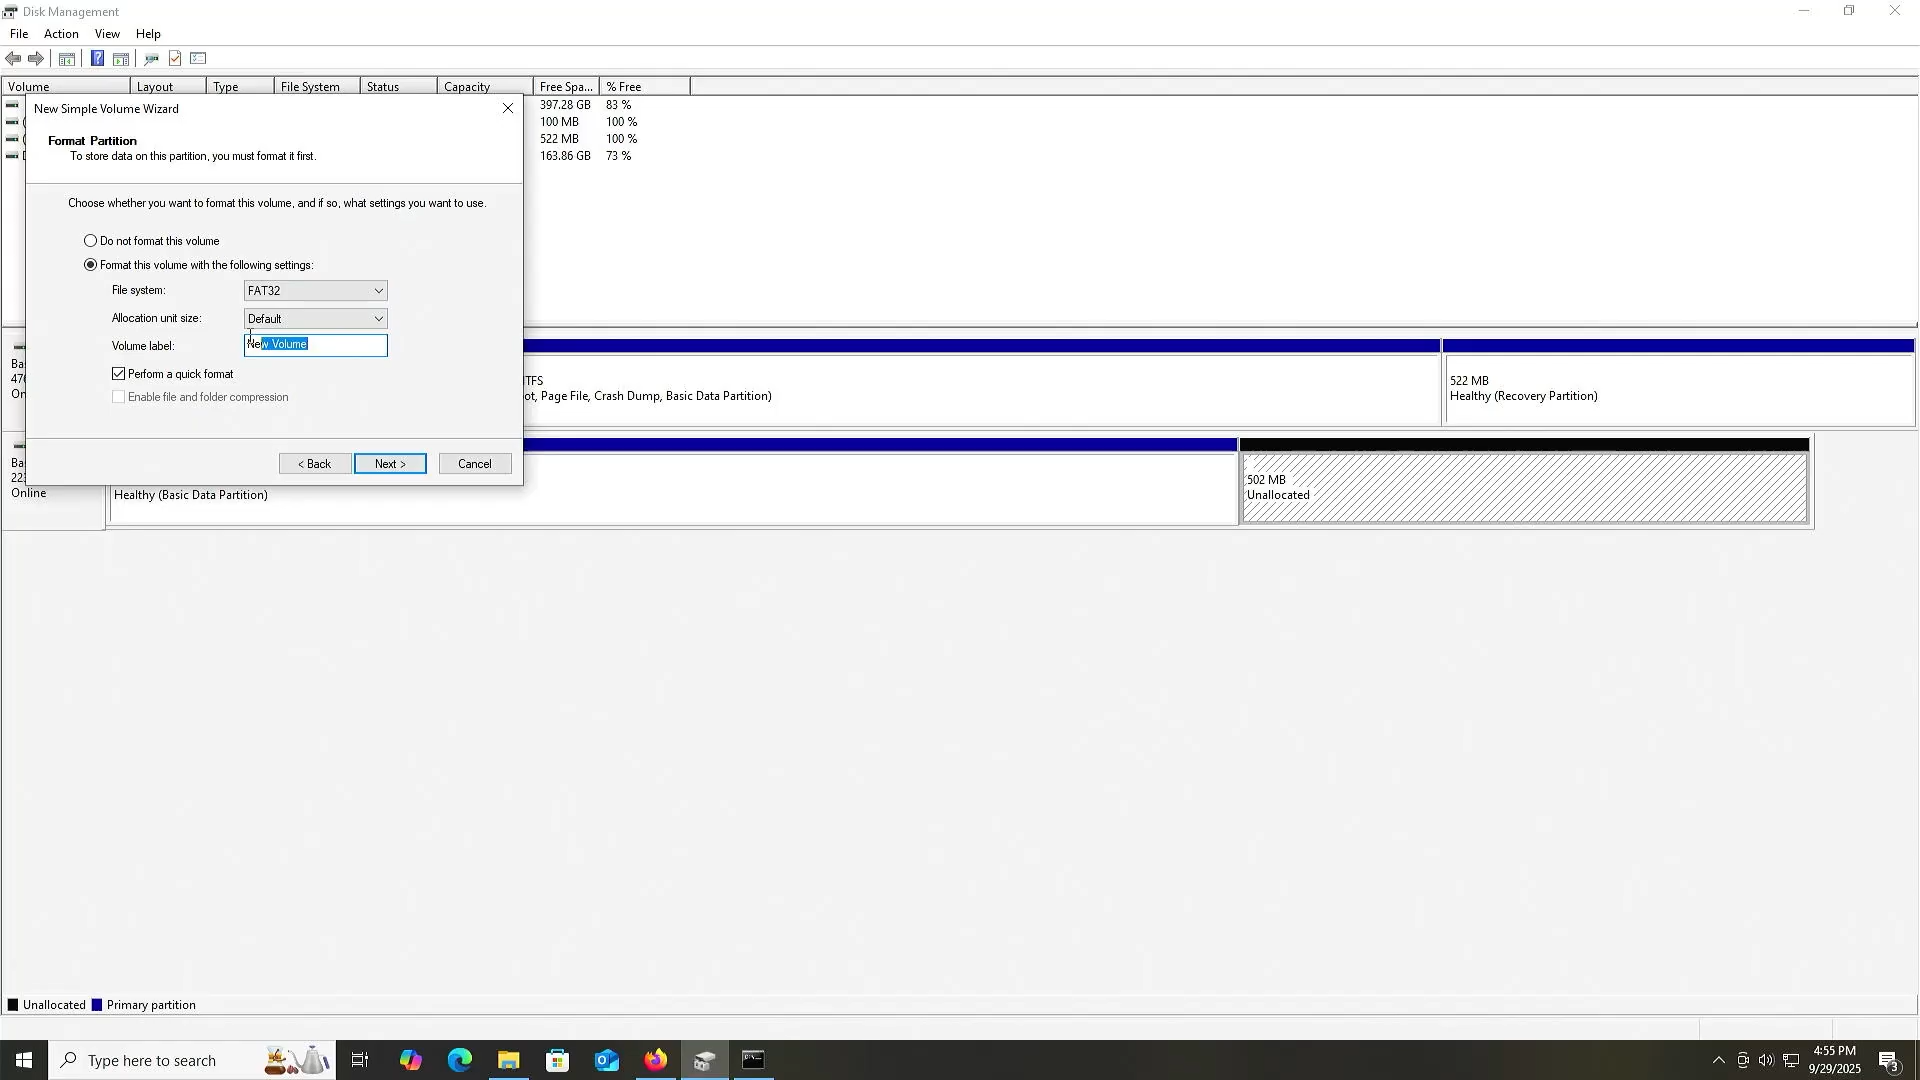 Disk Management
File Action View Help
Volume Layout Type File System Status Capacity Free Spa... % Free
397.28 GB 83 %
100 MB 100 %
522 MB 100 %
163.86 GB 73 %
New Simple Volume Wizard
Format Partition
To store data on this partition, you must format it first.
Choose whether you want to format this volume, and if so, what settings you want to use.
Do not format this volume
Format this volume with the following settings:
File system: FAT32
Allocation unit size: Default
Volume label: New Volume
Perform a quick format
Enable file and folder compression
< Back Next > Cancel
TFS
ot, Page File, Crash Dump, Basic Data Partition)
522 MB
Healthy (Recovery Partition)
Ba
476
On
Ba
223
Online
Healthy (Basic Data Partition)
502 MB
Unallocated
Unallocated Primary partition
Type here to search
4:55 PM
9/29/2025
3